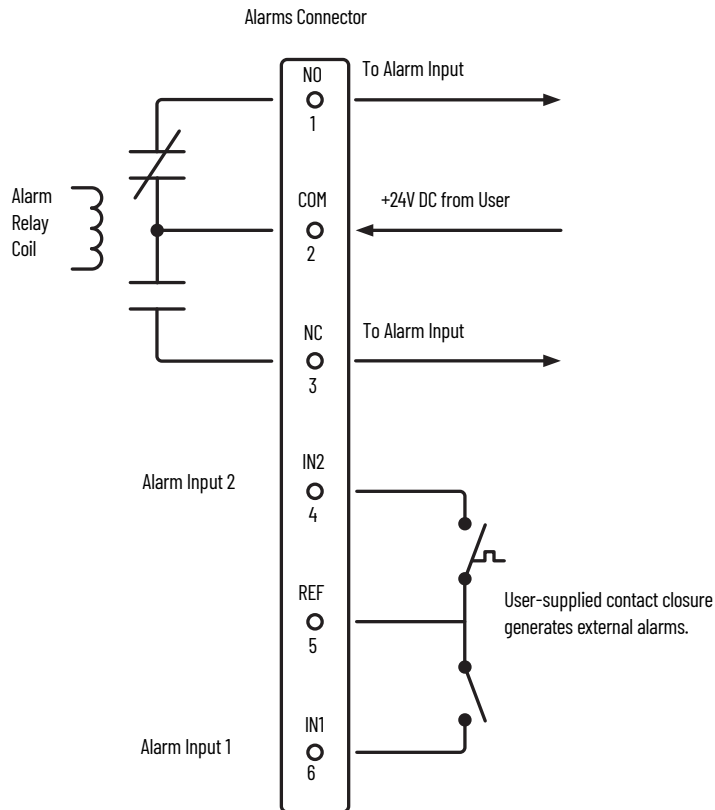 Alarms Connector
NO
To Alarm Input
1
Alarm
Relay
Coil
COM
+24V DC from User
2
NC
To Alarm Input
3
IN2
Alarm Input 2
4
REF
User-supplied contact closure
generates external alarms.
5
IN1
Alarm Input 1
6